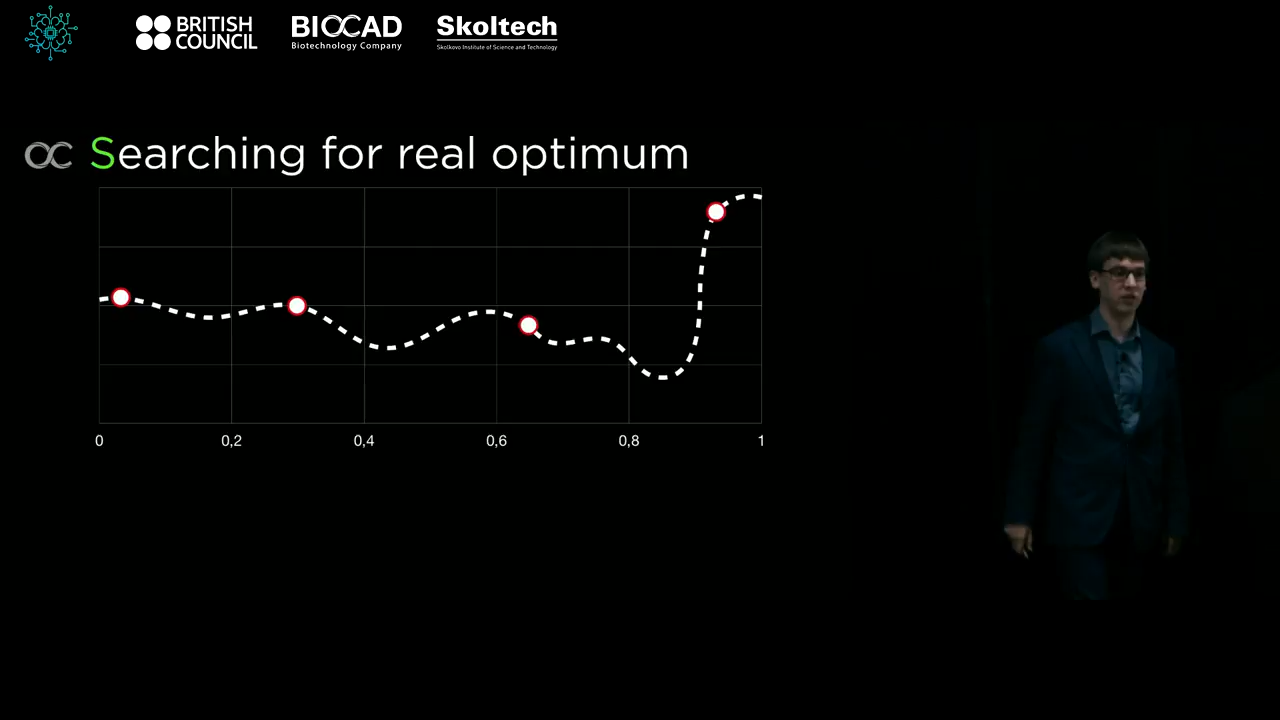 BRITISH
COUNCIL
BIOCAD
Biotechnology Company
Skoltech
Skolkovo Institute of Science and Technology
Searching for real optimum
0 0,2 0,4 0,6 0,8 1